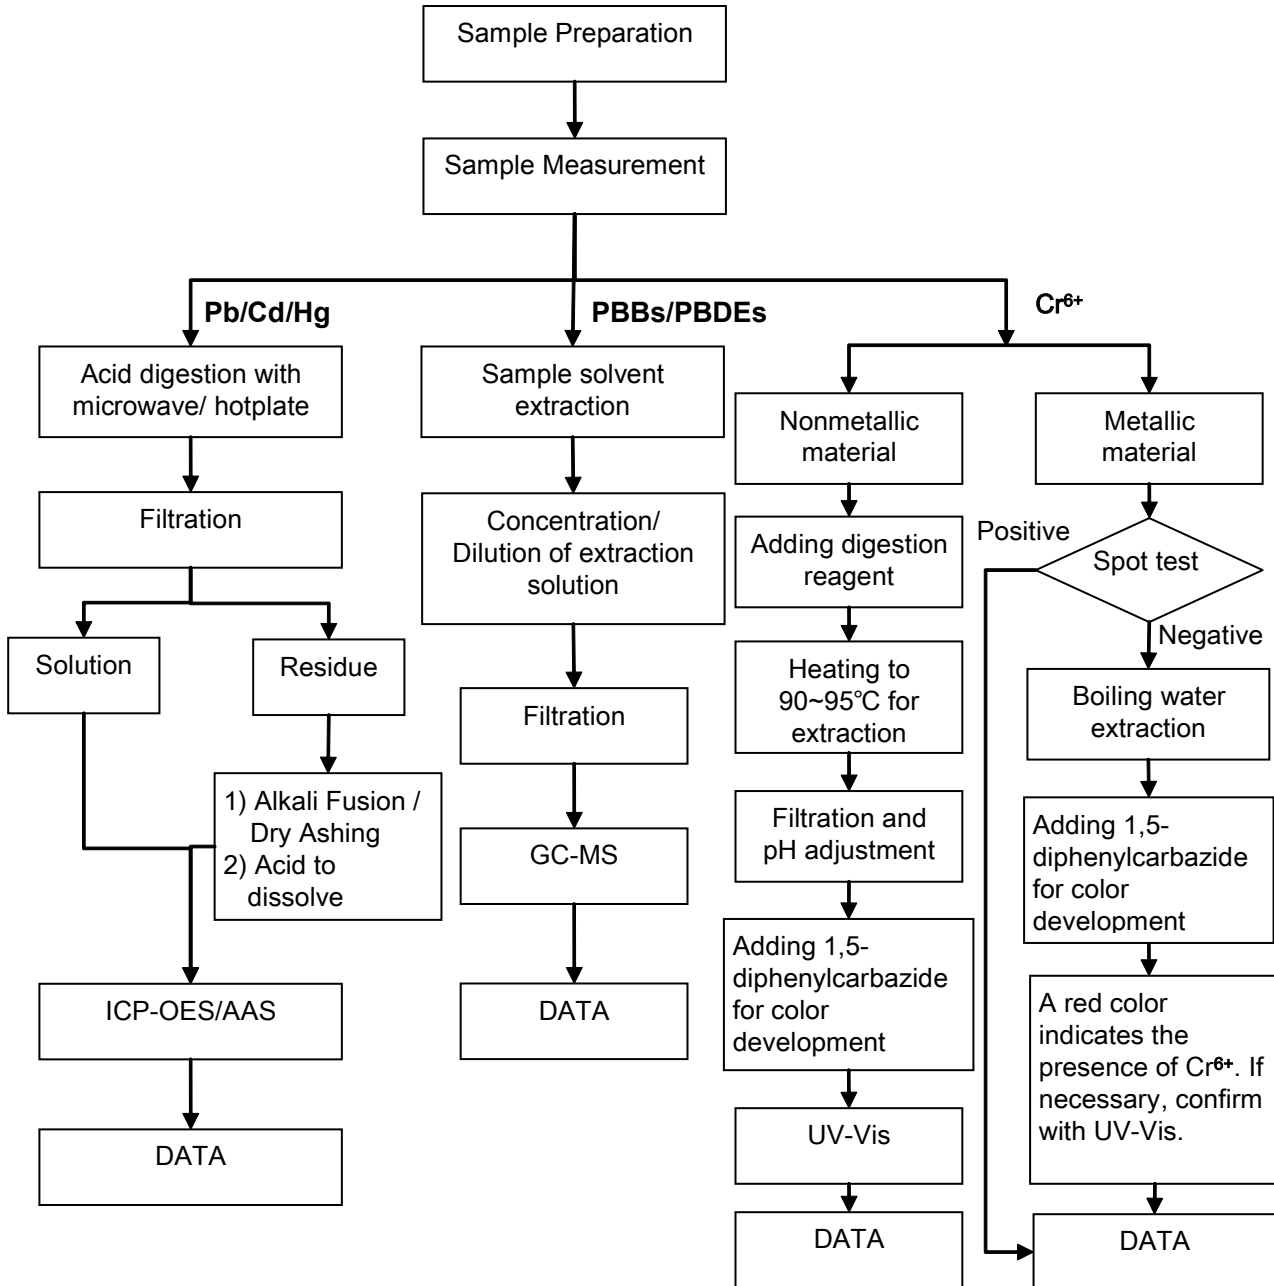 Sample Preparation
Sample Measurement
Pb/Cd/Hg
PBBs/PBDEs
Cr⁶⁺
Acid digestion with
microwave/ hotplate
Filtration
Solution
Residue
1) Alkali Fusion /
Dry Ashing
2) Acid to
dissolve
ICP-OES/AAS
DATA
Sample solvent
extraction
Concentration/
Dilution of extraction
solution
Filtration
GC-MS
DATA
Nonmetallic
material
Adding digestion
reagent
Heating to
90~95℃ for
extraction
Filtration and
pH adjustment
Adding 1,5-
diphenylcarbazide
for color
development
UV-Vis
DATA
Metallic
material
Positive
Spot test
Negative
Boiling water
extraction
Adding 1,5-
diphenylcarbazide
for color
development
A red color
indicates the
presence of Cr⁶⁺. If
necessary, confirm
with UV-Vis.
DATA